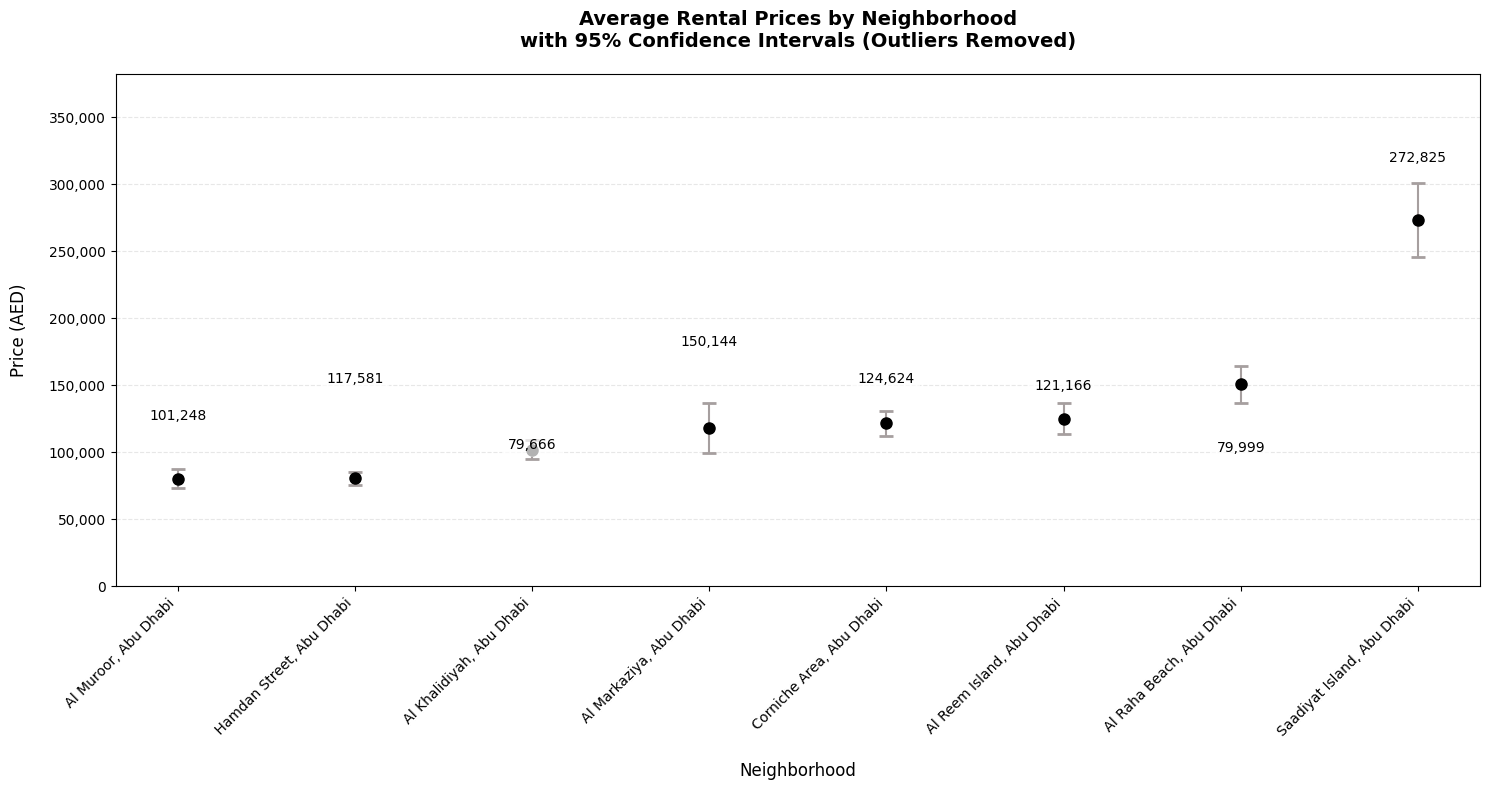 Average Rental Prices by Neighborhood
with 95% Confidence Intervals (Outliers Removed)
Price (AED)
350,000
300,000
250,000
200,000
150,000
100,000
50,000
0
101,248
117,581
79,666
150,144
124,624
121,166
79,999
272,825
Al Muroor, Abu Dhabi
Hamdan Street, Abu Dhabi
Al Khalidiyah, Abu Dhabi
Al Markaziya, Abu Dhabi
Corniche Area, Abu Dhabi
Al Reem Island, Abu Dhabi
Al Raha Beach, Abu Dhabi
Saadiyat Island, Abu Dhabi
Neighborhood